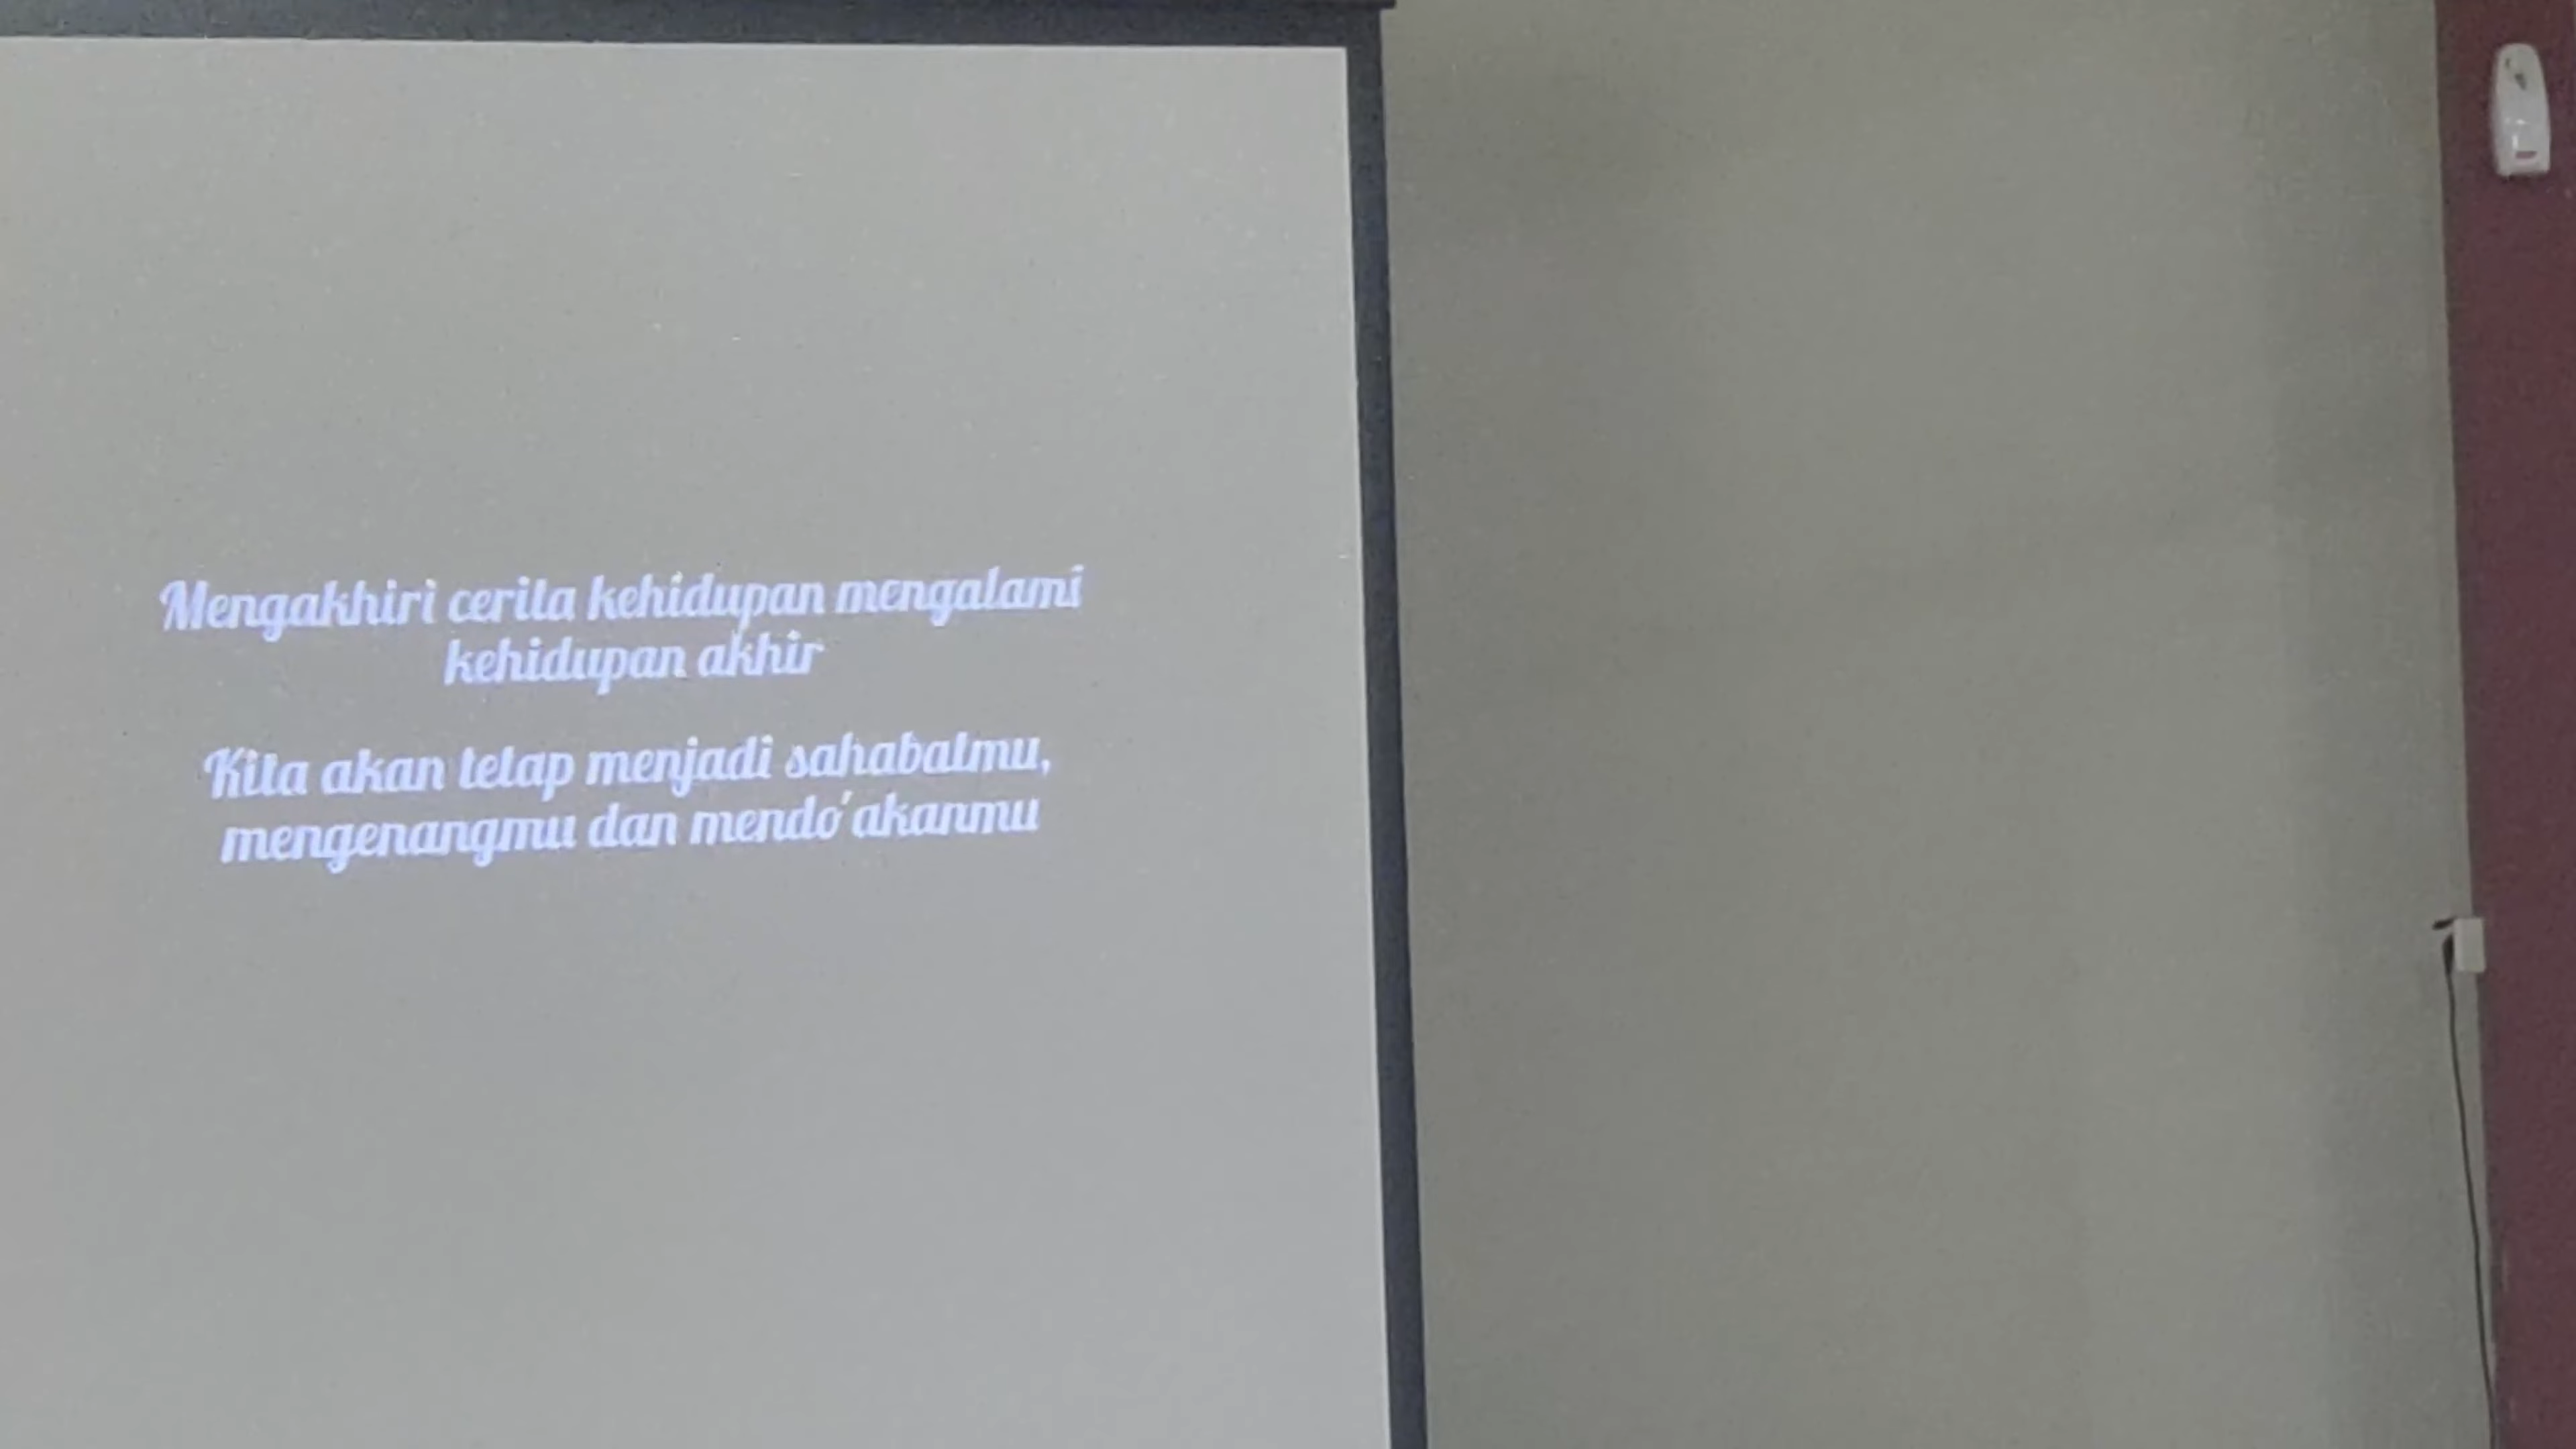 Mengakhiri cerita kehidupan mengalami
kehidupan akhir
Kita akan tetap menjadi sahabatmu,
mengenangmu dan mendo'akanmu